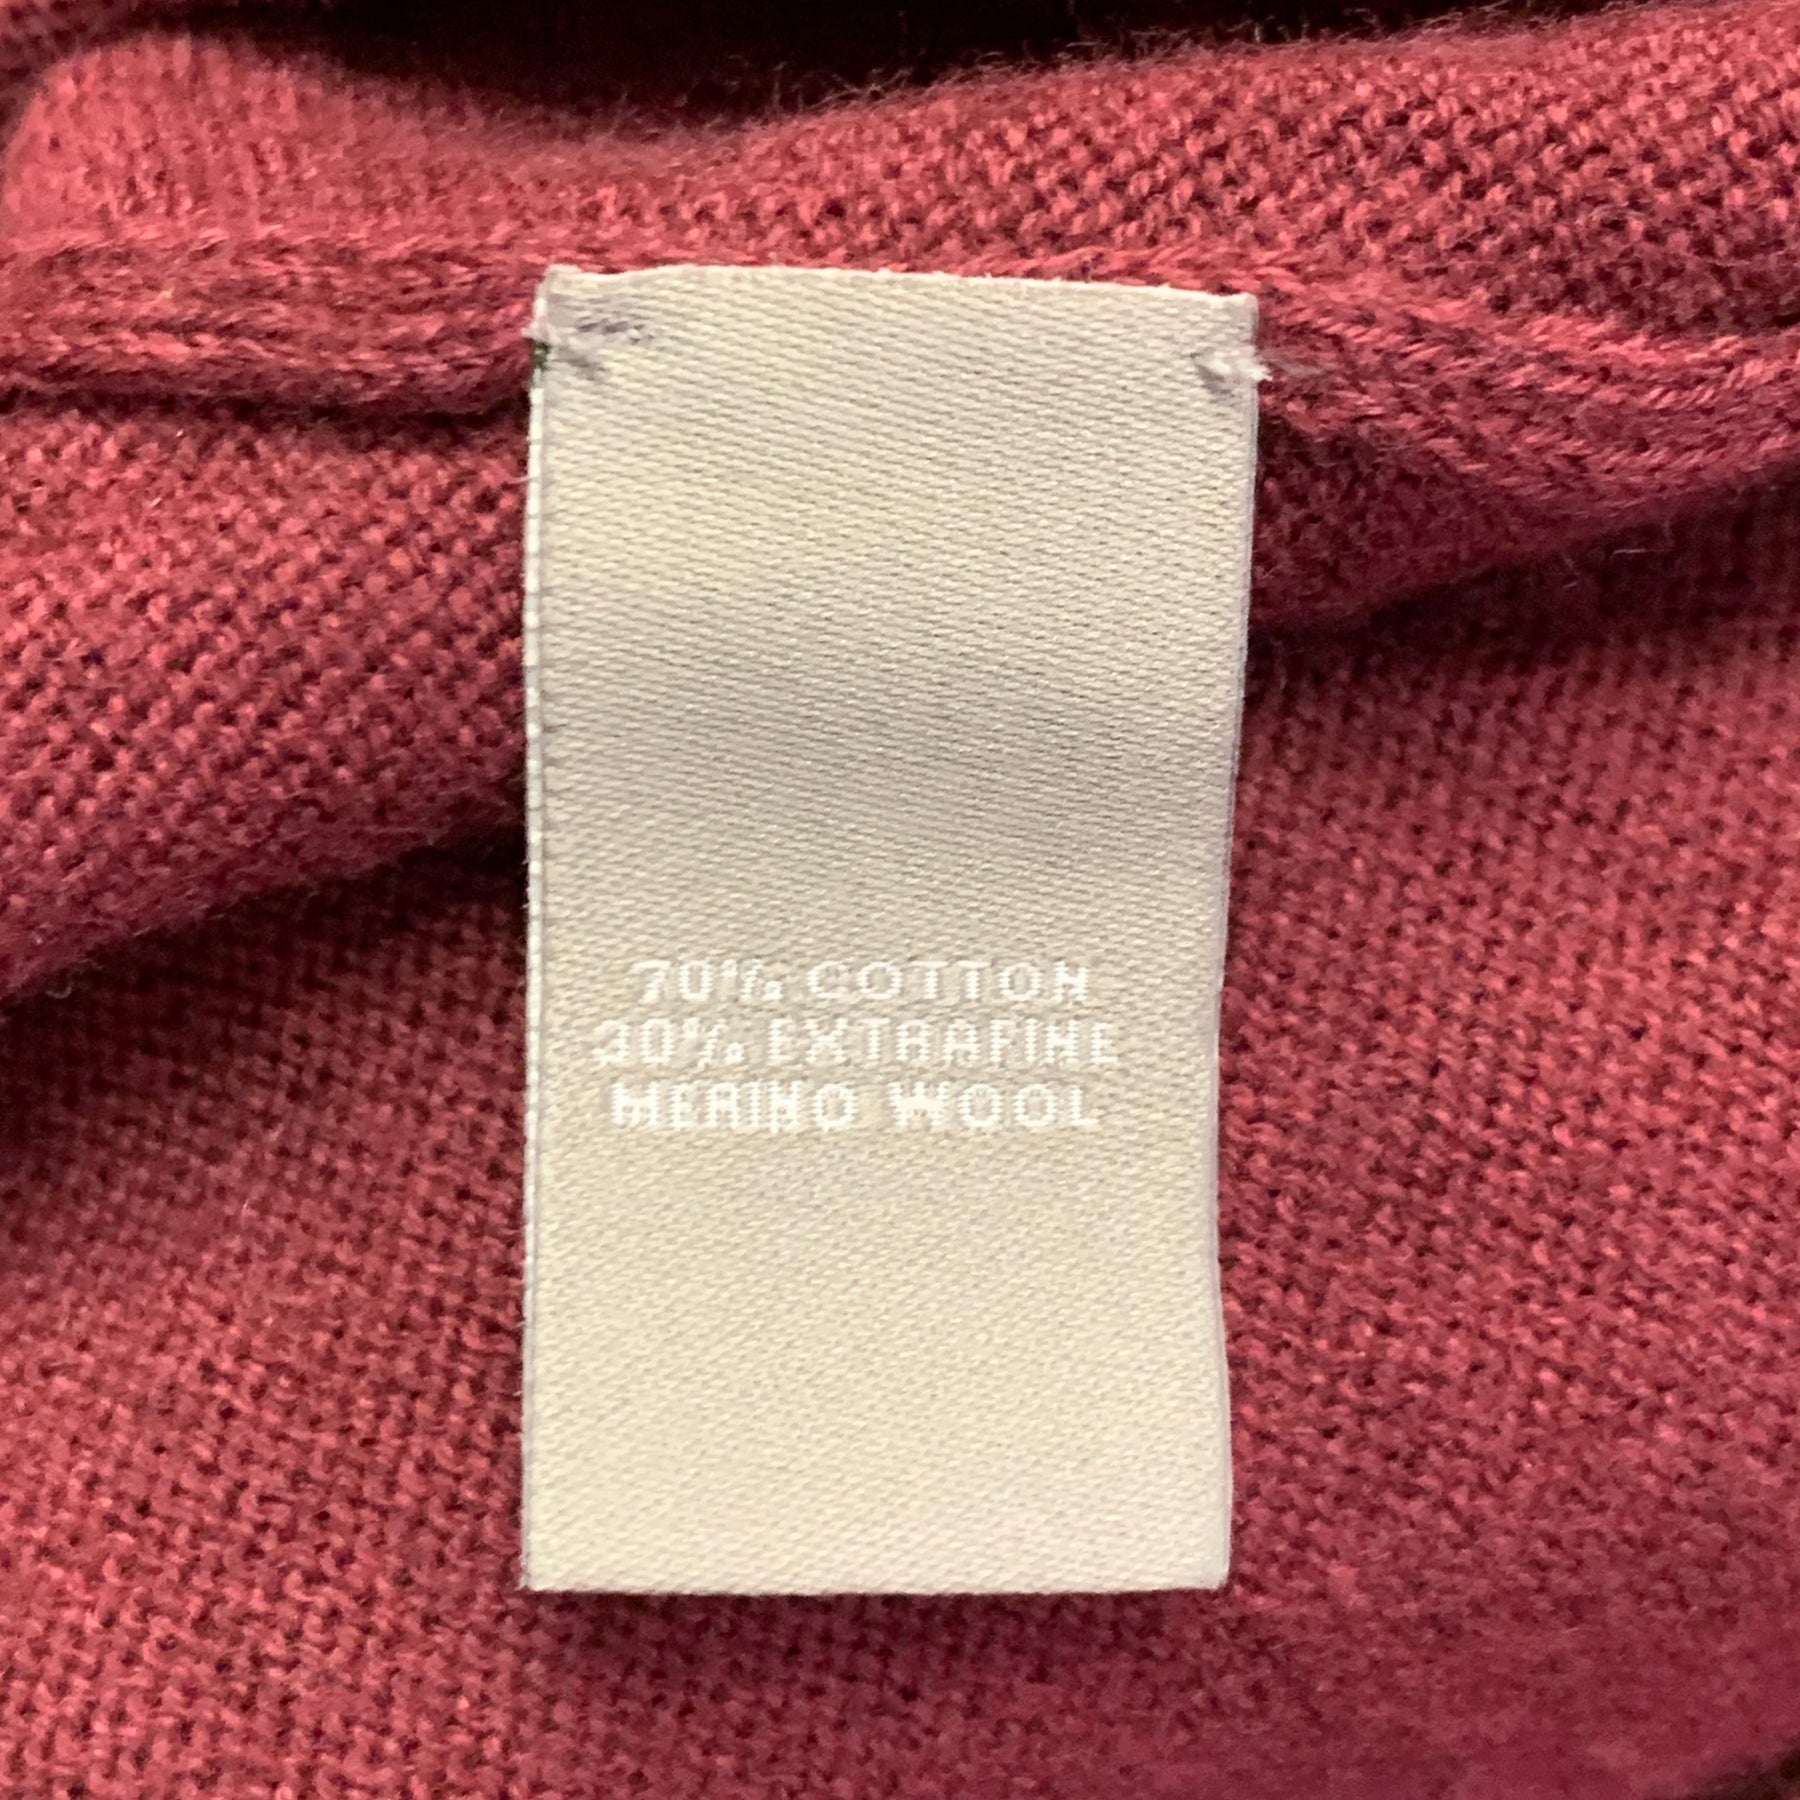 70% COTTON
30% EXTRAFINE
MERINO WOOL